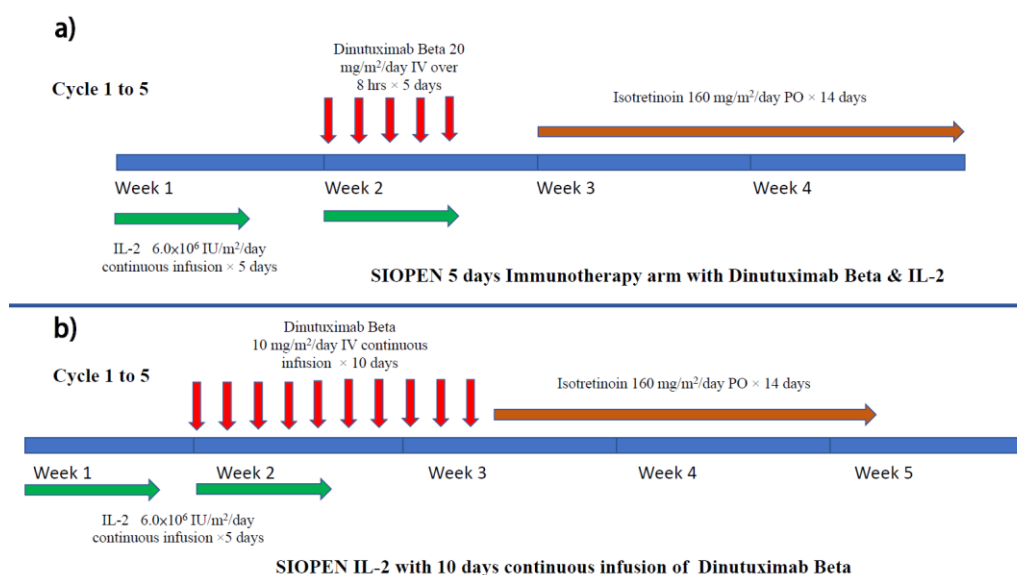 a)
Cycle 1 to 5
Dinutuximab Beta 20
mg/m²/day IV over
8 hrs × 5 days
Isotretinoin 160 mg/m²/day PO × 14 days
Week 1
Week 2
Week 3
Week 4
IL-2 6.0x10⁶ IU/m²/day
continuous infusion × 5 days
SIOPEN 5 days Immunotherapy arm with Dinutuximab Beta & IL-2
b)
Cycle 1 to 5
Dinutuximab Beta
10 mg/m²/day IV continuous
infusion × 10 days
Isotretinoin 160 mg/m²/day PO × 14 days
Week 1
Week 2
Week 3
Week 4
Week 5
IL-2 6.0x10⁶ IU/m²/day
continuous infusion ×5 days
SIOPEN IL-2 with 10 days continuous infusion of Dinutuximab Beta